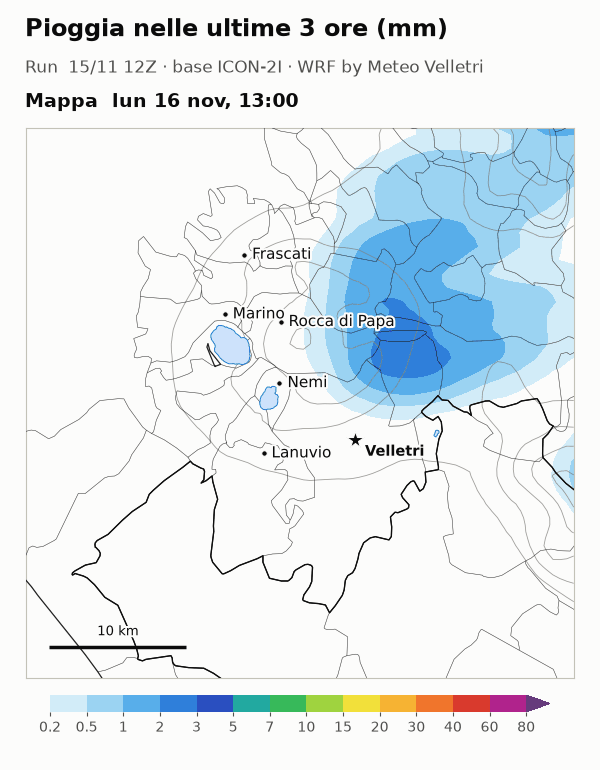 Pioggia nelle ultime 3 ore (mm)
Run  15/11 12Z · base ICON-2I · WRF by Meteo Velletri
Mappa  lun 16 nov, 13:00
Frascati
Marino
Rocca di Papa
Nemi
Velletri
Lanuvio
10 km
0.2 0.5 1 2 3 5 7 10 15 20 30 40 60 80